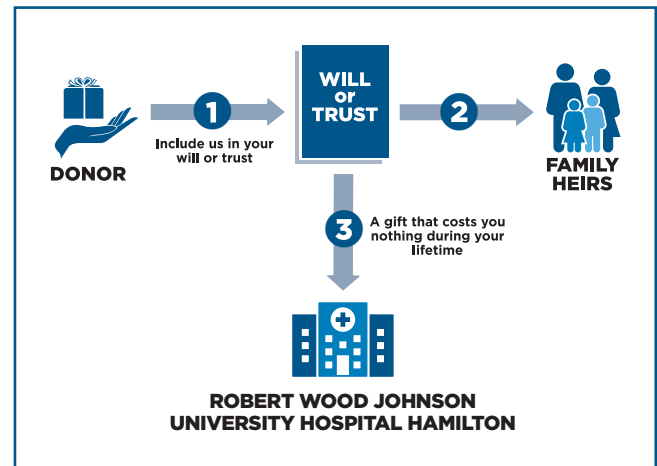 WILL
or
TRUST
1
2
Include us in your
will or trust
DONOR
FAMILY
HEIRS
3
A gift that costs you
nothing during your
lifetime
ROBERT WOOD JOHNSON
UNIVERSITY HOSPITAL HAMILTON